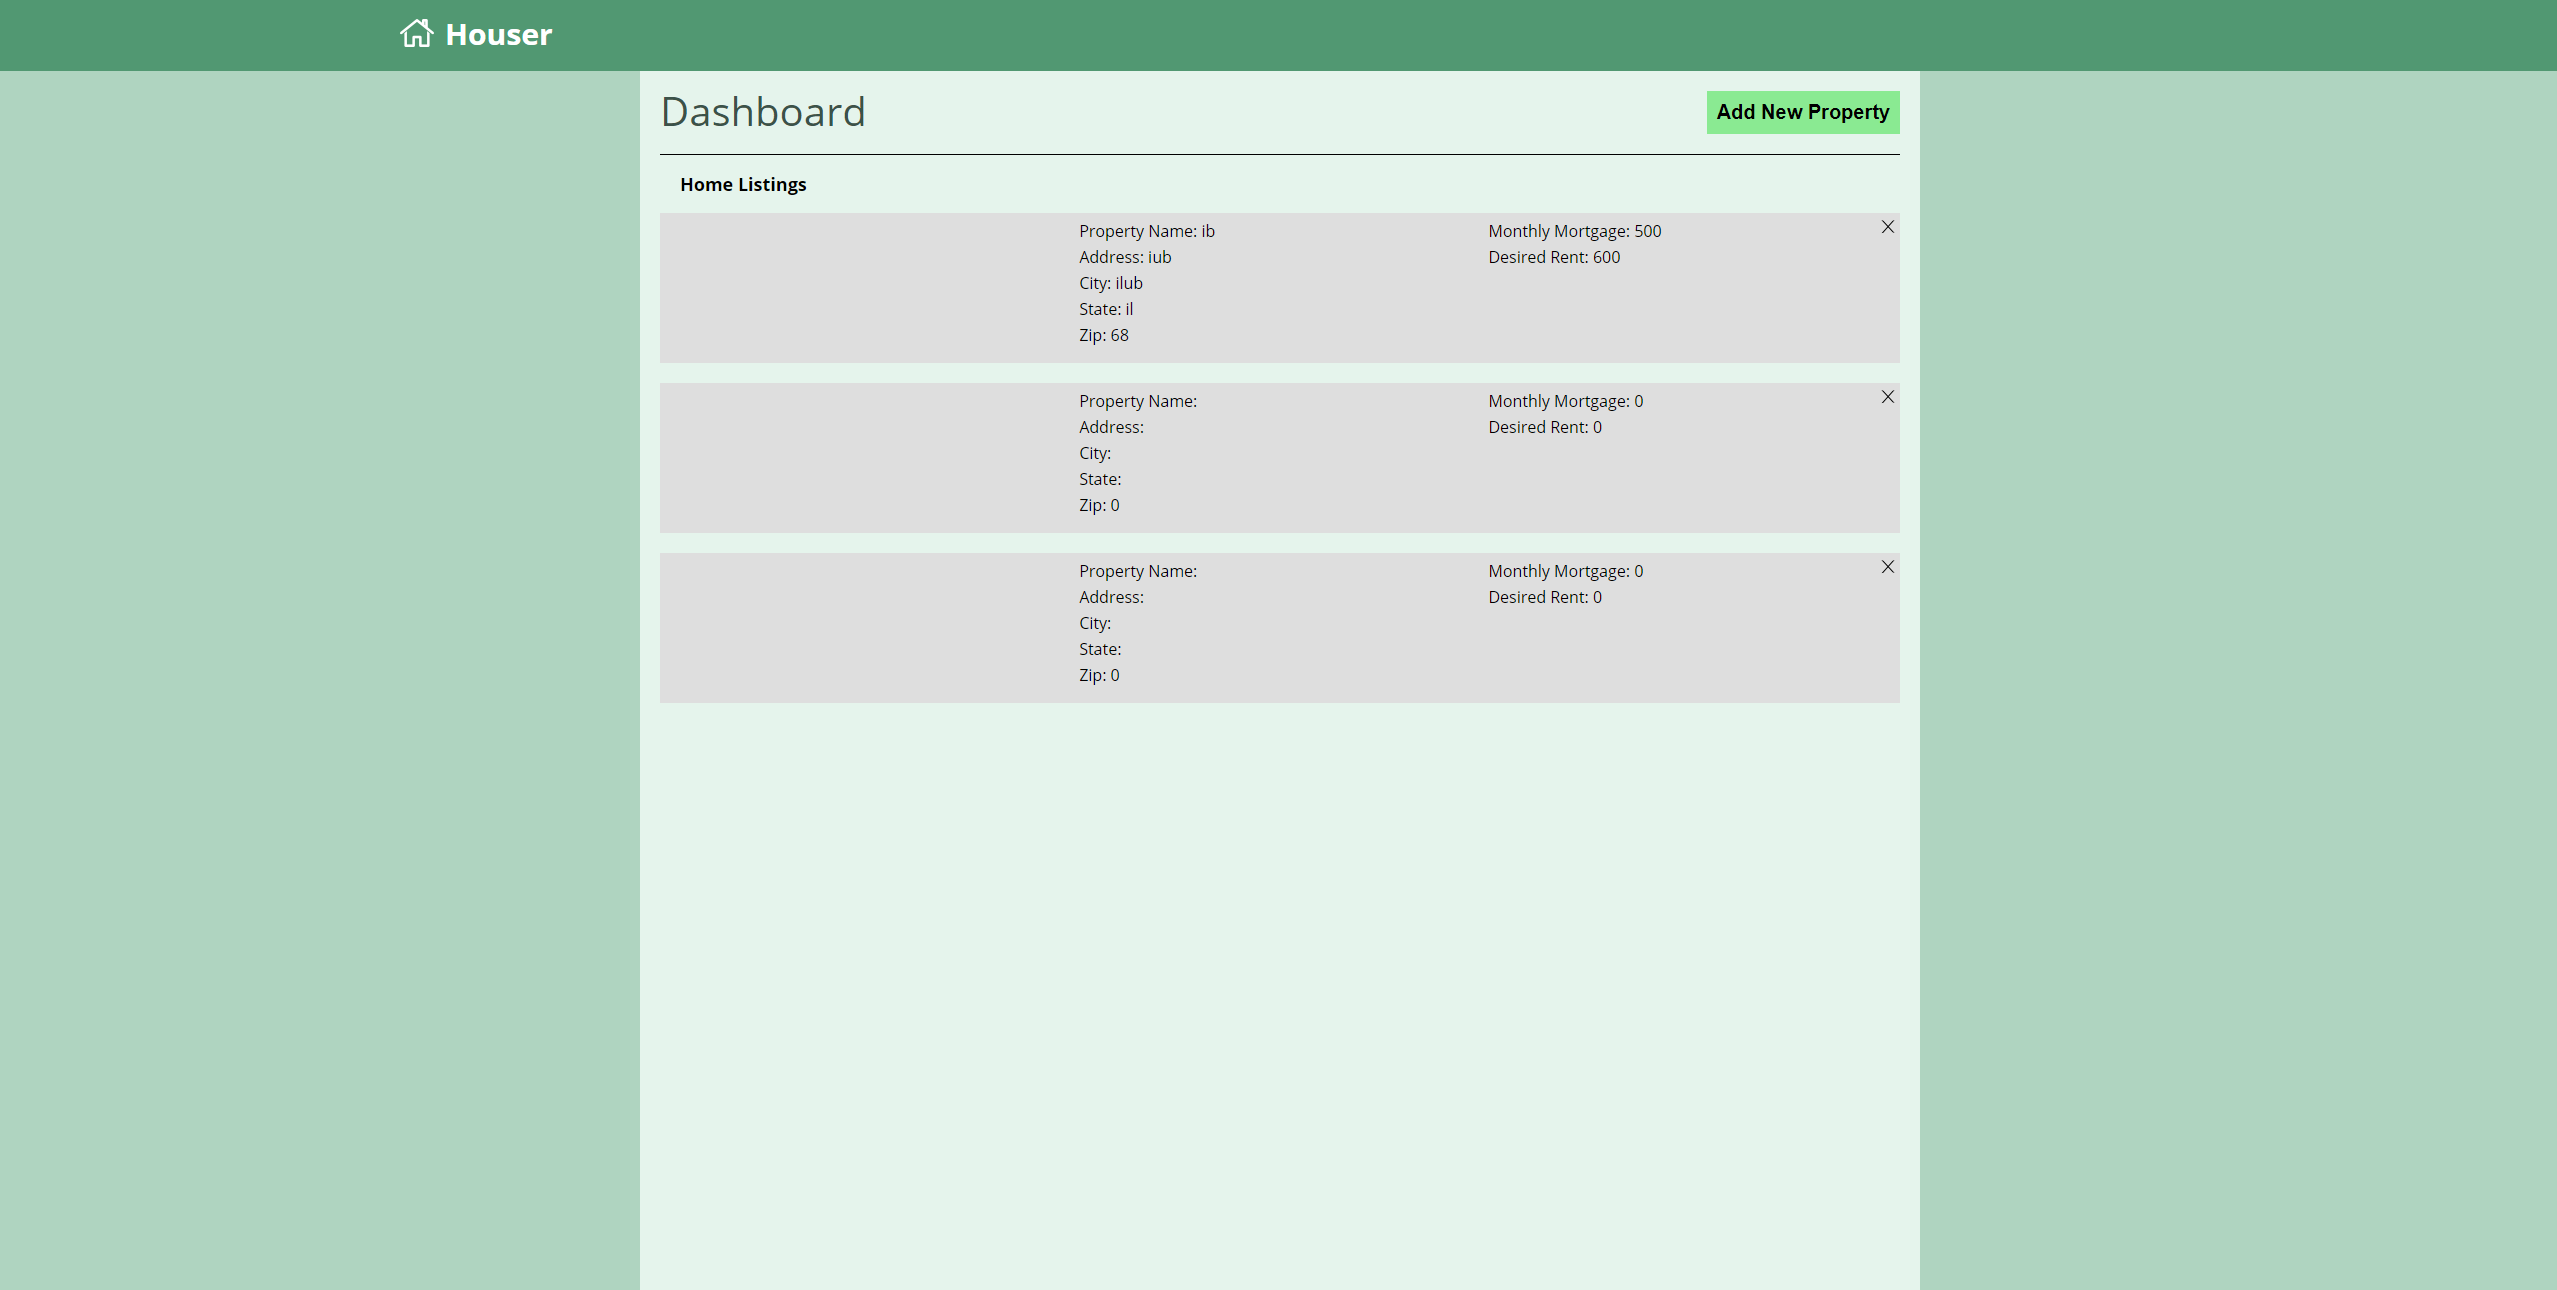 Houser
Dashboard
Add New Property
Home Listings
Property Name: ib
Address: iub
City: ilub
State: il
Zip: 68
Monthly Mortgage: 500
Desired Rent: 600
Property Name:
Address:
City:
State:
Zip: 0
Monthly Mortgage: 0
Desired Rent: 0
Property Name:
Address:
City:
State:
Zip: 0
Monthly Mortgage: 0
Desired Rent: 0